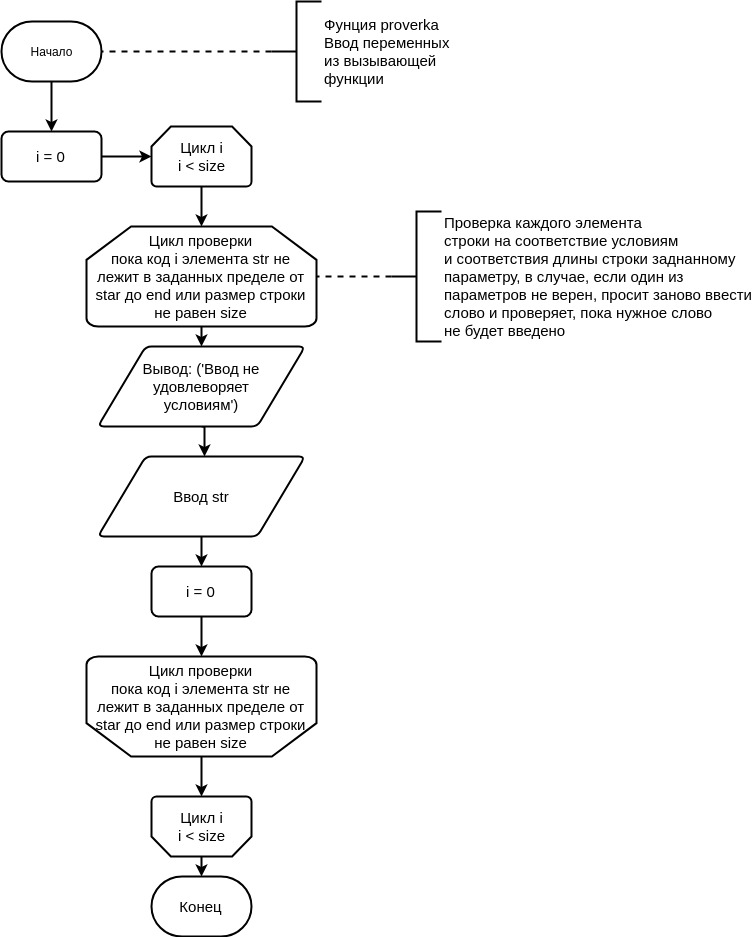 Начало
Фунция proverka
Ввод переменных
из вызывающей
функции
i = 0
Цикл i
i < size
Цикл проверки
пока код i элемента str не
лежит в заданных пределе от
star до end или размер строки
не равен size
Проверка каждого элемента
строки на соответствие условиям
и соответствия длины строки заднанному
параметру, в случае, если один из
параметров не верен, просит заново ввести
слово и проверяет, пока нужное слово
не будет введено
Вывод: ('Ввод не
удовлеворяет
условиям')
Ввод str
i = 0
Цикл проверки
пока код i элемента str не
лежит в заданных пределе от
star до end или размер строки
не равен size
Цикл i
i < size
Конец